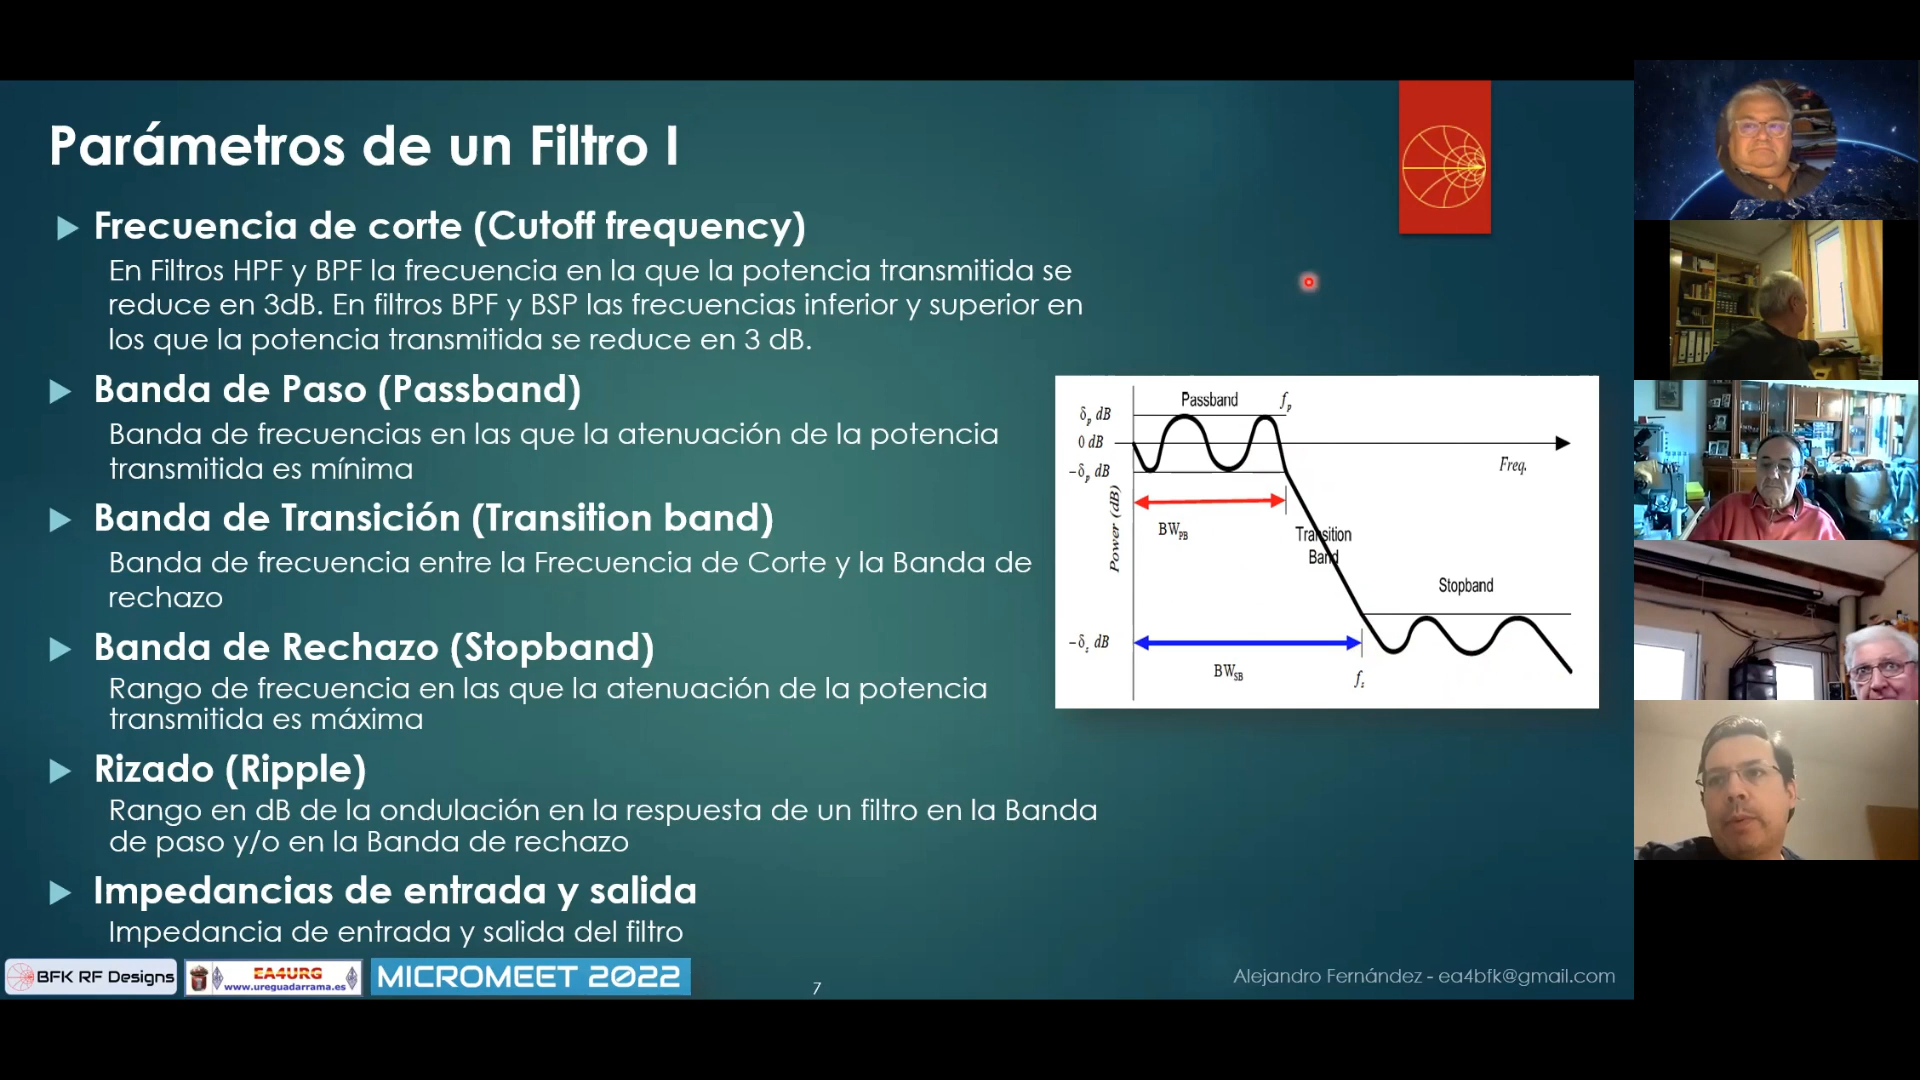 Parámetros de un Filtro I
Frecuencia de corte (Cutoff frequency)
En Filtros HPF y BPF la frecuencia en la que la potencia transmitida se
reduce en 3dB. En filtros BPF y BSP las frecuencias inferior y superior en
los que la potencia transmitida se reduce en 3 dB.
Banda de Paso (Passband)
Banda de frecuencias en las que la atenuación de la potencia
transmitida es mínima
Banda de Transición (Transition band)
Banda de frecuencia entre la Frecuencia de Corte y la Banda de
rechazo
Banda de Rechazo (Stopband)
Rango de frecuencia en las que la atenuación de la potencia
transmitida es máxima
Rizado (Ripple)
Rango en dB de la ondulación en la respuesta de un filtro en la Banda
de paso y/o en la Banda de rechazo
Impedancias de entrada y salida
Impedancia de entrada y salida del filtro
Passband
fp
δp dB
0 dB
−δp dB
Freq.
Power (dB)
BWPB
Transition
Band
Stopband
−δs dB
BWSB
fs
BFK RF Designs
EA4URG
www.ureguadarrama.es
MICROMEET 2022
7
Alejandro Fernández - ea4bfk@gmail.com